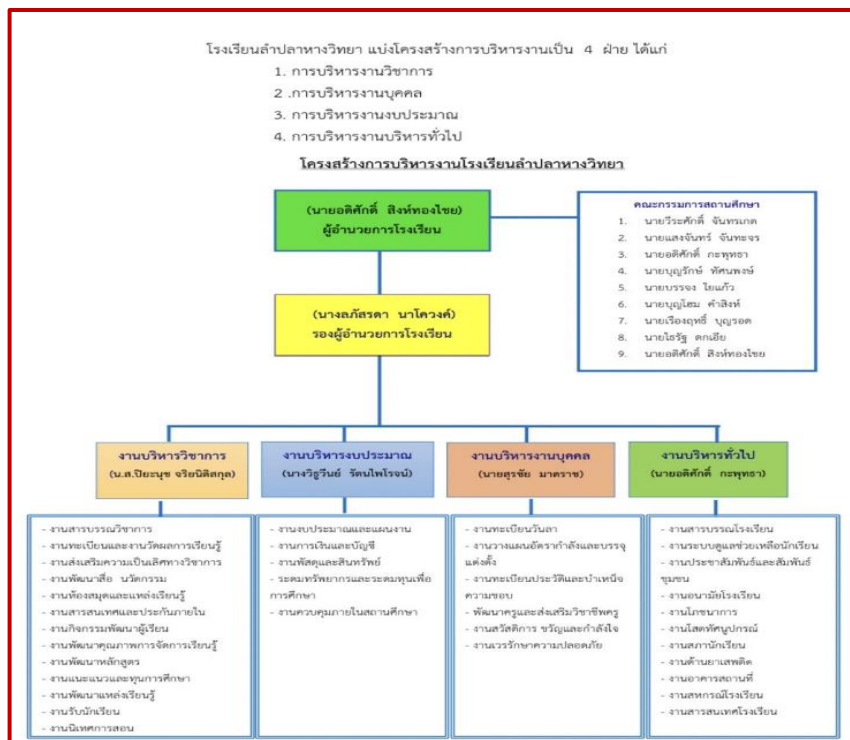 โรงเรียนลำปลาหางวิทยา แบ่งโครงสร้างการบริหารงานเป็น 4 ฝ่าย ได้แก่
1. การบริหารงานวิชาการ
2 .การบริหารงานบุคคล
3. การบริหารงานงบประมาณ
4. การบริหารงานบริหารทั่วไป
โครงสร้างการบริหารงานโรงเรียนลำปลาหางวิทยา
(นายอดิศักดิ์ สิงห์ทองไชย)
ผู้อำนวยการโรงเรียน
คณะกรรมการสถานศึกษา
1. นายวีระศักดิ์ จันทรเกต
2. นายแสงจันทร์ จันทะจร
3. นายอดิศักดิ์ กะพุทธา
4. นายบุญรักษ์ ทัศนพงษ์
5. นายบรรจง ใยแก้ว
6. นายบุญโฮม คำสิงห์
7. นายเรืองฤทธิ์ บุญรอด
8. นายไธรัฐ ตกเฮีย
9. นายอดิศักดิ์ สิงห์ทองไชย
(นางลภัสรดา นาโควงค์)
รองผู้อำนวยการโรงเรียน
งานบริหารวิชาการ
(น.ส.ปิยะนุช จริยนิติสกุล)
- งานสารบรรณวิชาการ
- งานทะเบียนและงานวัดผลการเรียนรู้
- งานส่งเสริมความเป็นเลิศทางวิชาการ
- งานพัฒนาสื่อ นวัตกรรม
- งานห้องสมุดและแหล่งเรียนรู้
- งานสารสนเทศและประกันภายใน
- งานกิจกรรมพัฒนาผู้เรียน
- งานพัฒนาคุณภาพการจัดการเรียนรู้
- งานพัฒนาหลักสูตร
- งานแนะแนวและทุนการศึกษา
- งานพัฒนาแหล่งเรียนรู้
- งานรับนักเรียน
- งานนิเทศการสอน
งานบริหารงบประมาณ
(นางวิฐวีนย์ รัตนไพโรจน์)
- งานงบประมาณและแผนงาน
- งานการเงินและบัญชี
- งานพัสดุและสินทรัพย์
- ระดมทรัพยากรและระดมทุนเพื่อ
การศึกษา
- งานควบคุมภายในสถานศึกษา
งานบริหารงานบุคคล
(นายสุรชัย มาตราช)
- งานทะเบียนวันลา
- งานวางแผนอัตรากำลังและบรรจุ
แต่งตั้ง
- งานทะเบียนประวัติและบำเหน็จ
ความชอบ
- พัฒนาครูและส่งเสริมวิชาชีพครู
- งานสวัสดิการ ขวัญและกำลังใจ
- งานเวรรักษาความปลอดภัย
งานบริหารทั่วไป
(นายอดิศักดิ์ กะพุทธา)
- งานสารบรรณโรงเรียน
- งานระบบดูแลช่วยเหลือนักเรียน
- งานประชาสัมพันธ์และสัมพันธ์
ชุมชน
- งานอนามัยโรงเรียน
- งานโภชนาการ
- งานโสตทัศนูปกรณ์
- งานสภานักเรียน
- งานด้านยาเสพติด
- งานอาคารสถานที่
- งานสหกรณ์โรงเรียน
- งานสารสนเทศโรงเรียน